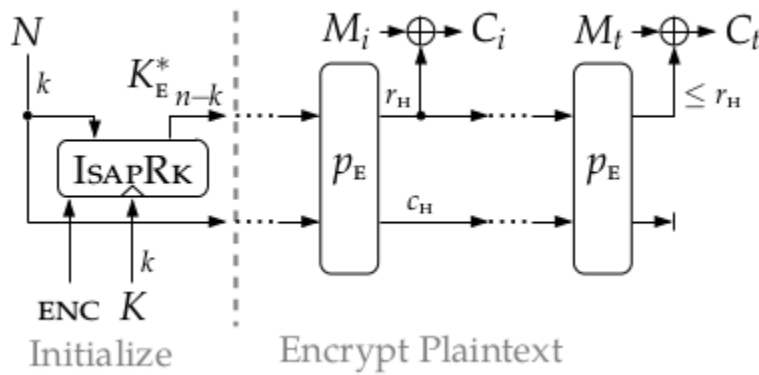 N
k
K*E
n−k
ISAPRK
ENC
K
k
Initialize
Mi
Ci
rH
pE
cH
Mt
Ct
≤ rH
pE
Encrypt Plaintext